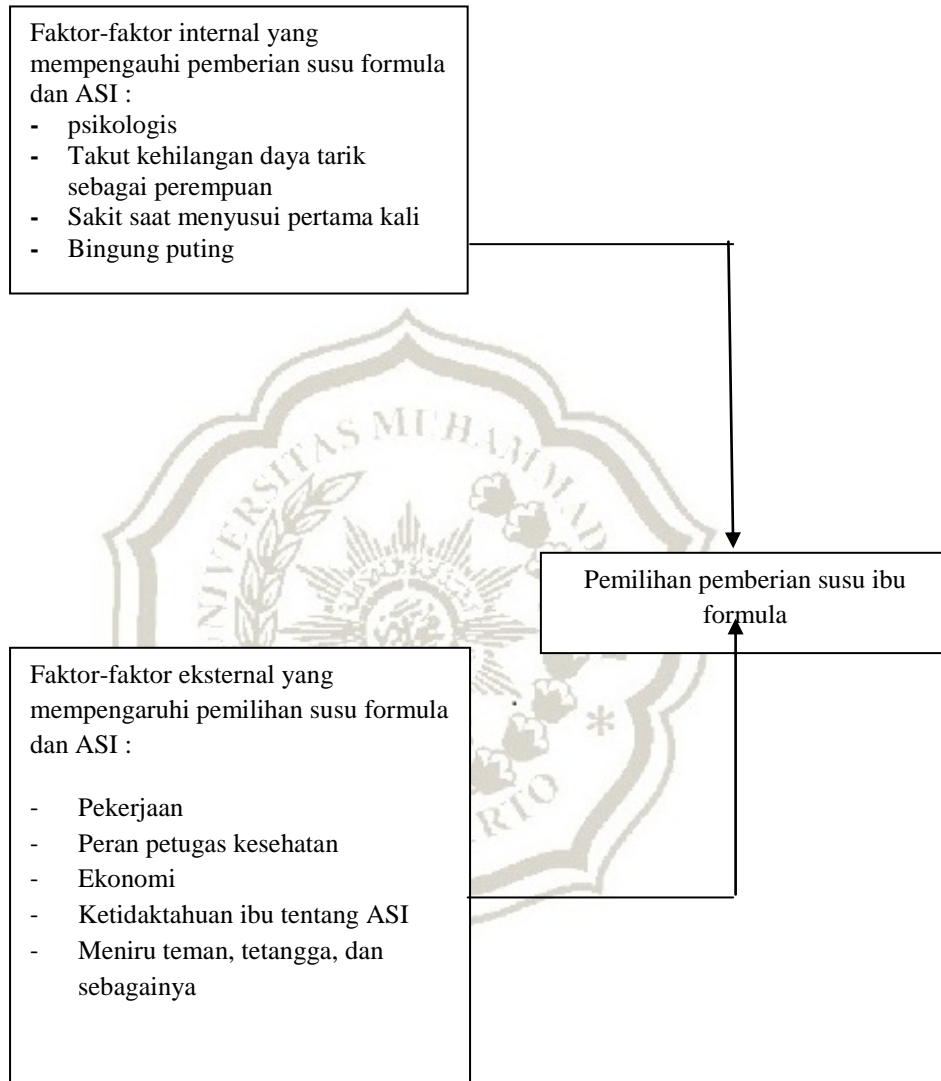 Faktor-faktor internal yang
mempengauhi pemberian susu formula
dan ASI :
- psikologis
- Takut kehilangan daya tarik
sebagai perempuan
- Sakit saat menyusui pertama kali
- Bingung puting
UNIVERSITAS MUHAMMAD
Pemilihan pemberian susu ibu
formula
Faktor-faktor eksternal yang
mempengaruhi pemilihan susu formula
dan ASI :
- Pekerjaan
- Peran petugas kesehatan
- Ekonomi
- Ketidaktahuan ibu tentang ASI
- Meniru teman, tetangga, dan
sebagainya